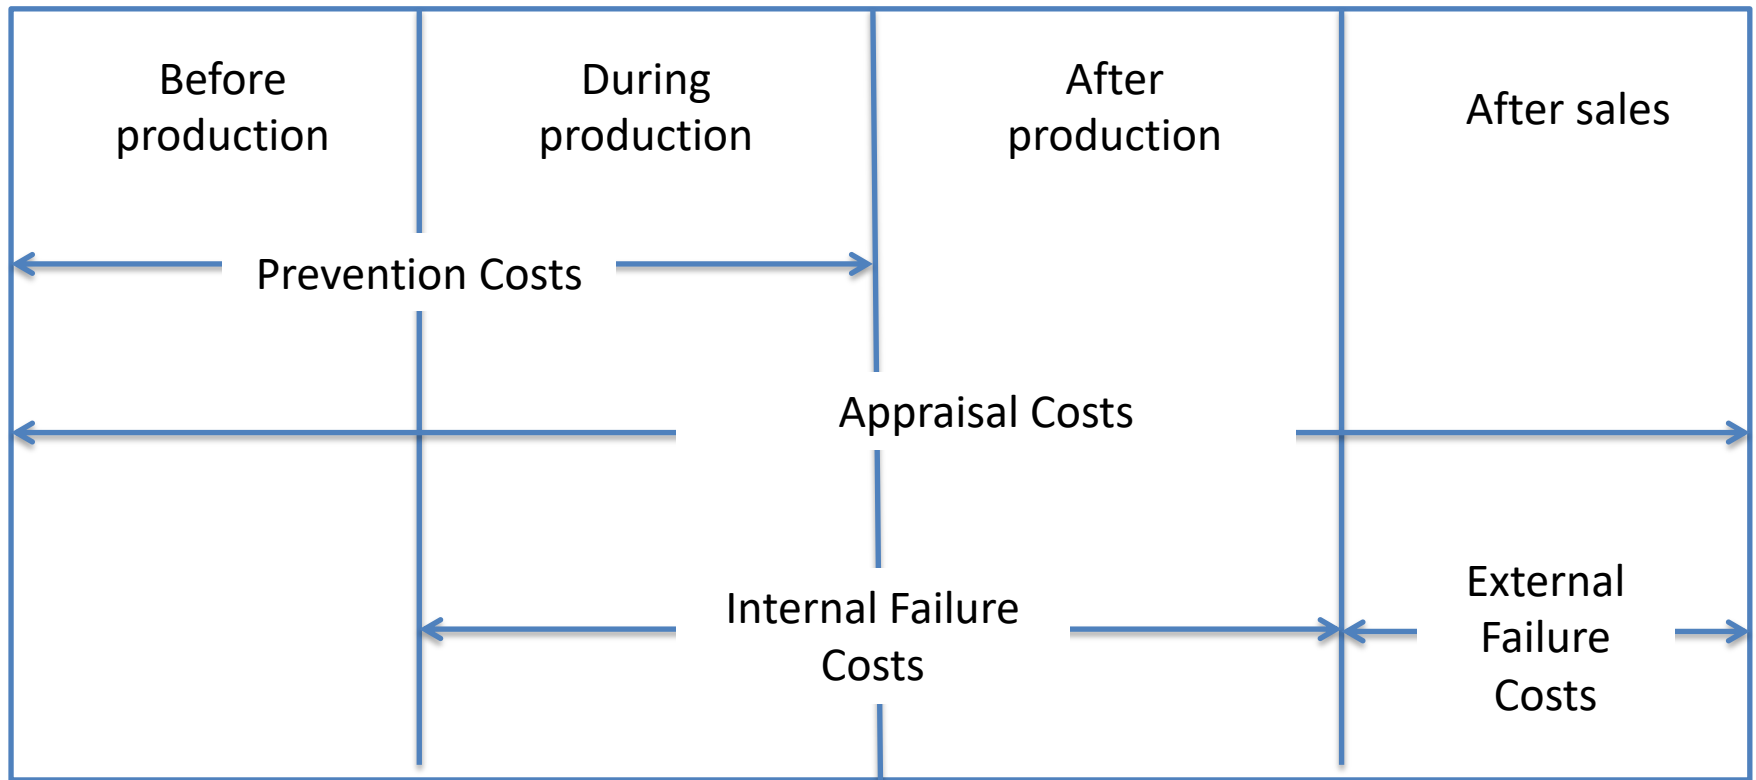 Before
production
During
production
After
production
After sales
Prevention Costs
Appraisal Costs
Internal Failure
Costs
External
Failure
Costs